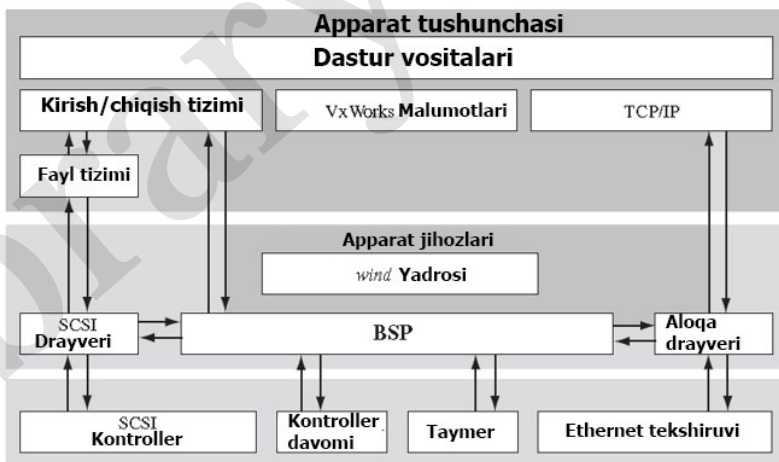 Apparat tushunchasi
Dastur vositalari
Kirish/chiqish tizimi
VxWorks Malumotlari
TCP/IP
Fayl tizimi
Apparat jihozlari
wind Yadrosi
SCSI
Drayveri
BSP
Aloqa
drayveri
SCSI
Kontroller
Kontroller
davomi
Taymer
Ethernet tekshiruvi